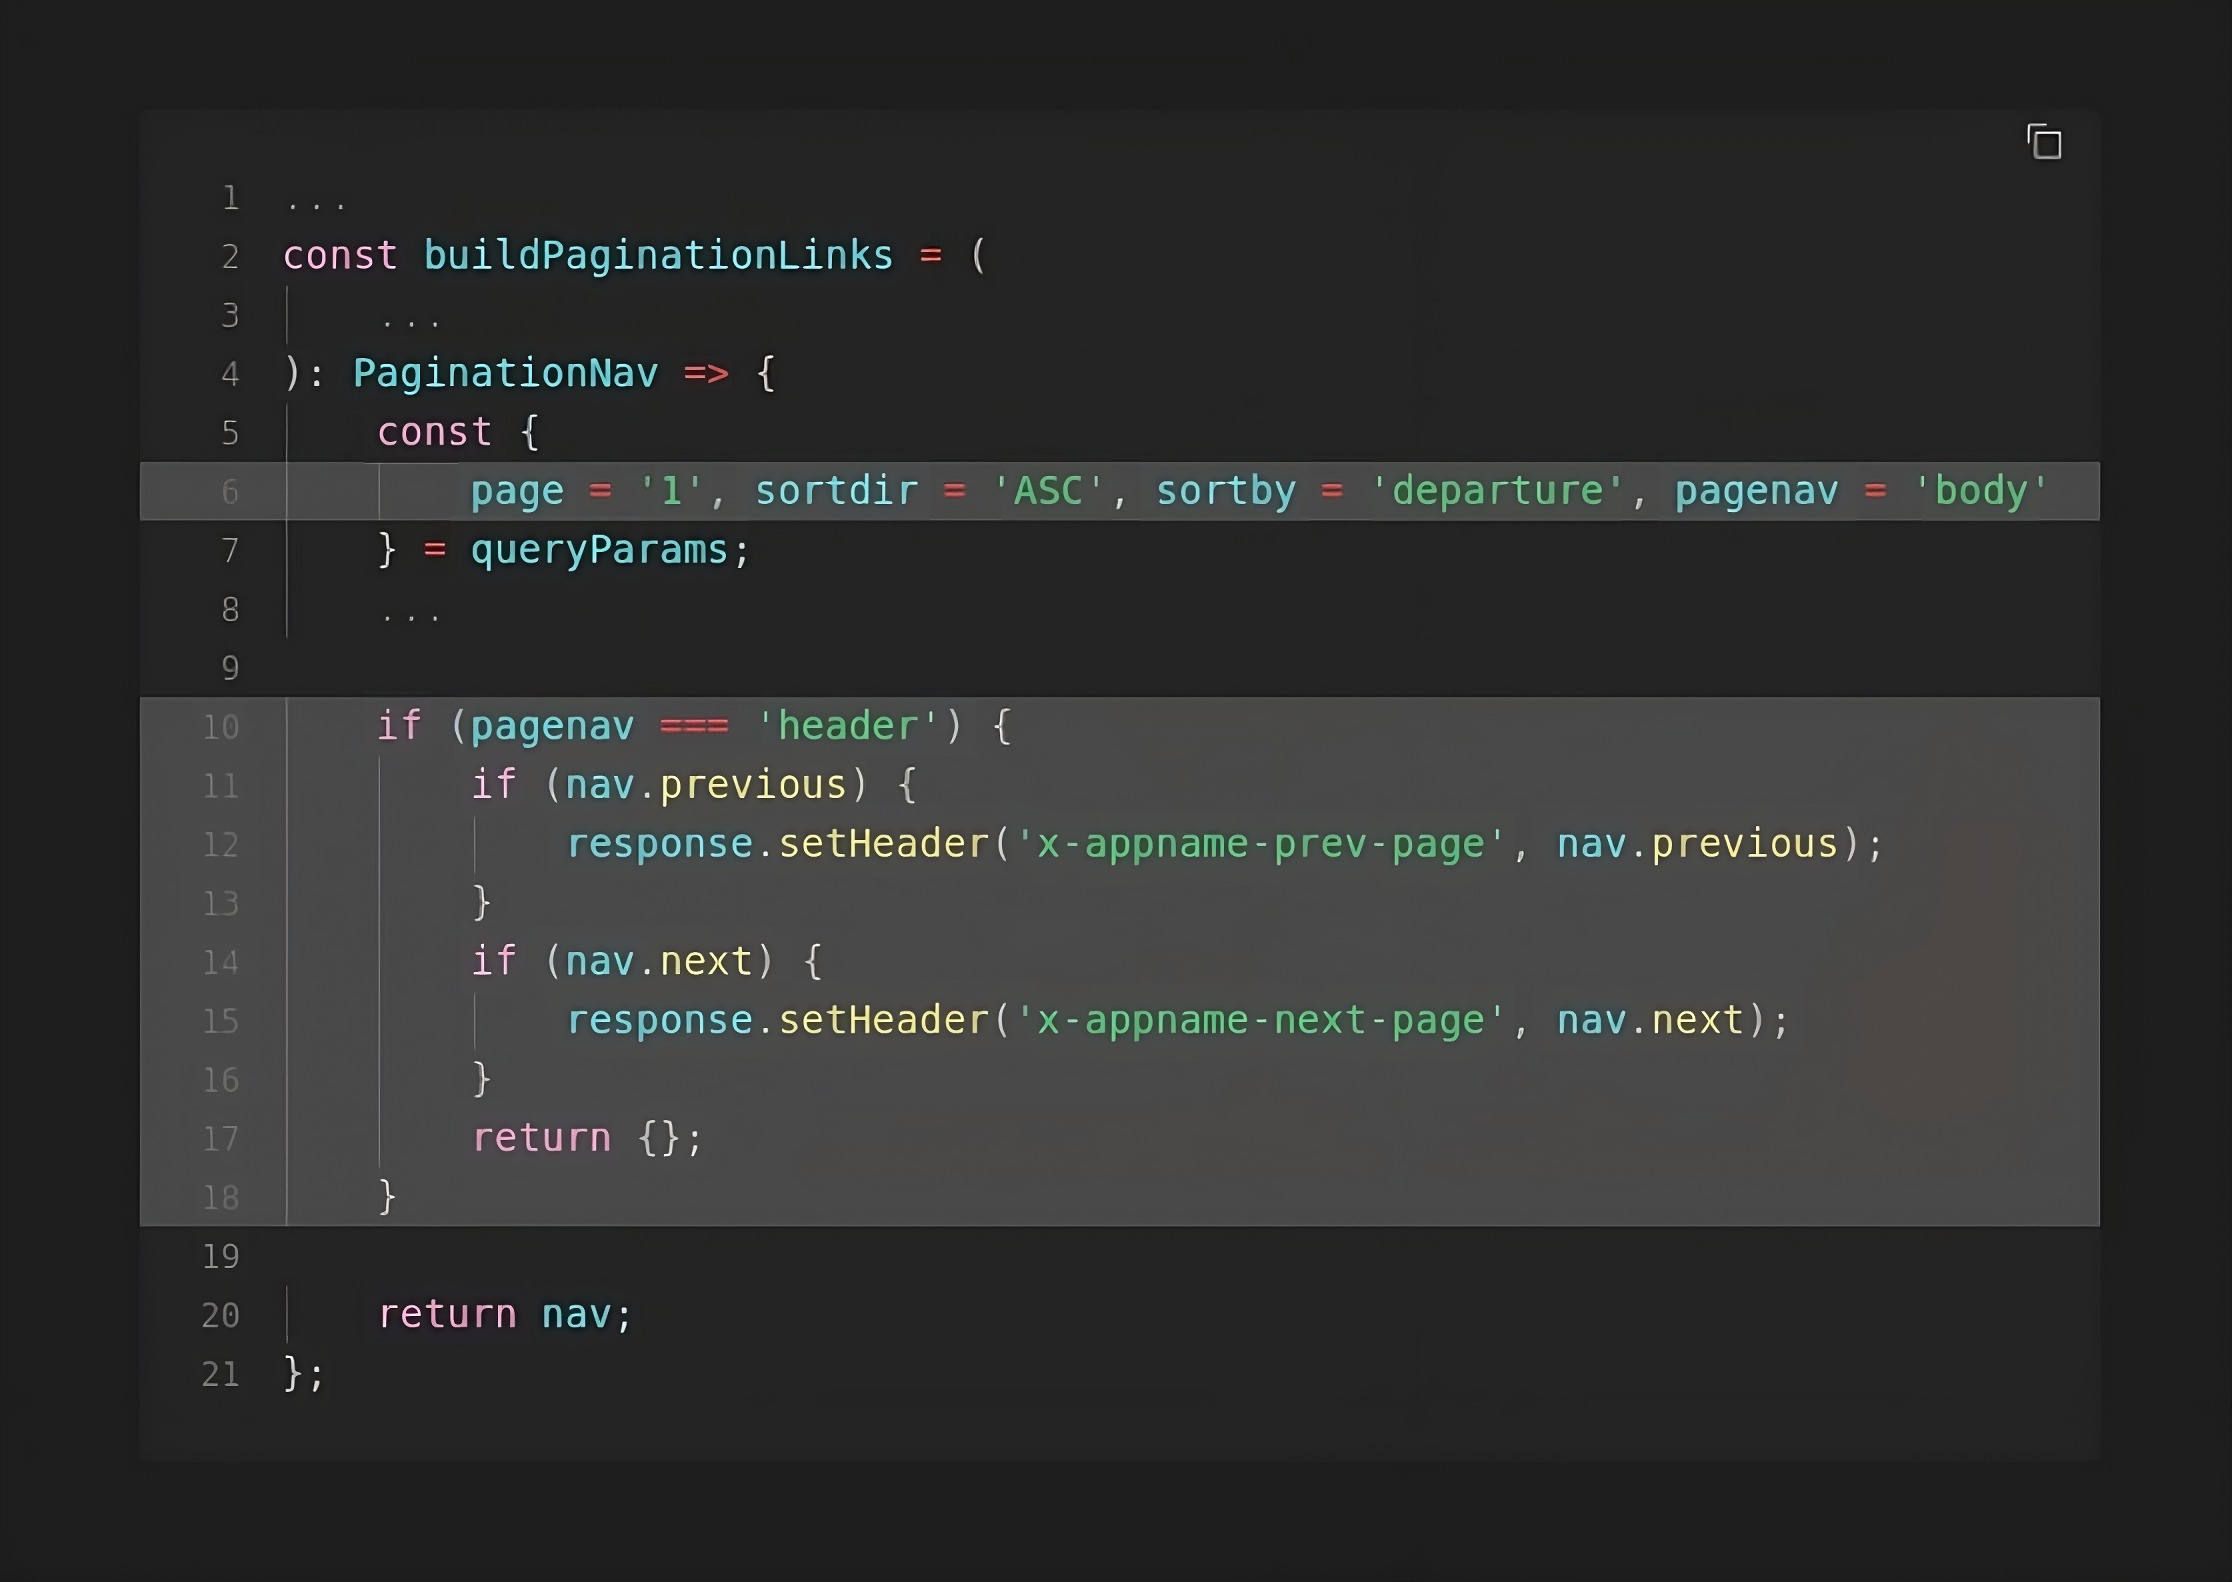 1 ...
2 const buildPaginationLinks = (
3     ...
4 ): PaginationNav => {
5     const {
6         page = '1', sortdir = 'ASC', sortby = 'departure', pagenav = 'body'
7     } = queryParams;
8     ...
9
10     if (pagenav === 'header') {
11         if (nav.previous) {
12             response.setHeader('x-appname-prev-page', nav.previous);
13         }
14         if (nav.next) {
15             response.setHeader('x-appname-next-page', nav.next);
16         }
17         return {};
18     }
19
20     return nav;
21 };